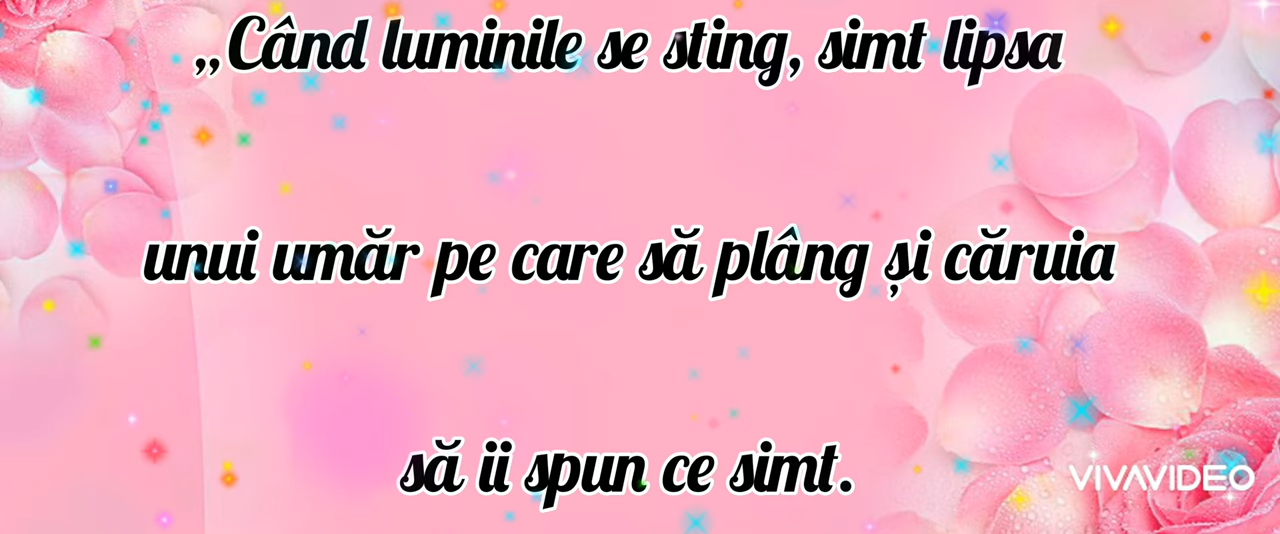 „Când luminile se sting, simt lipsa
unui umăr pe care să plâng și căruia
să ii spun ce simt.
VIVAVIDEO